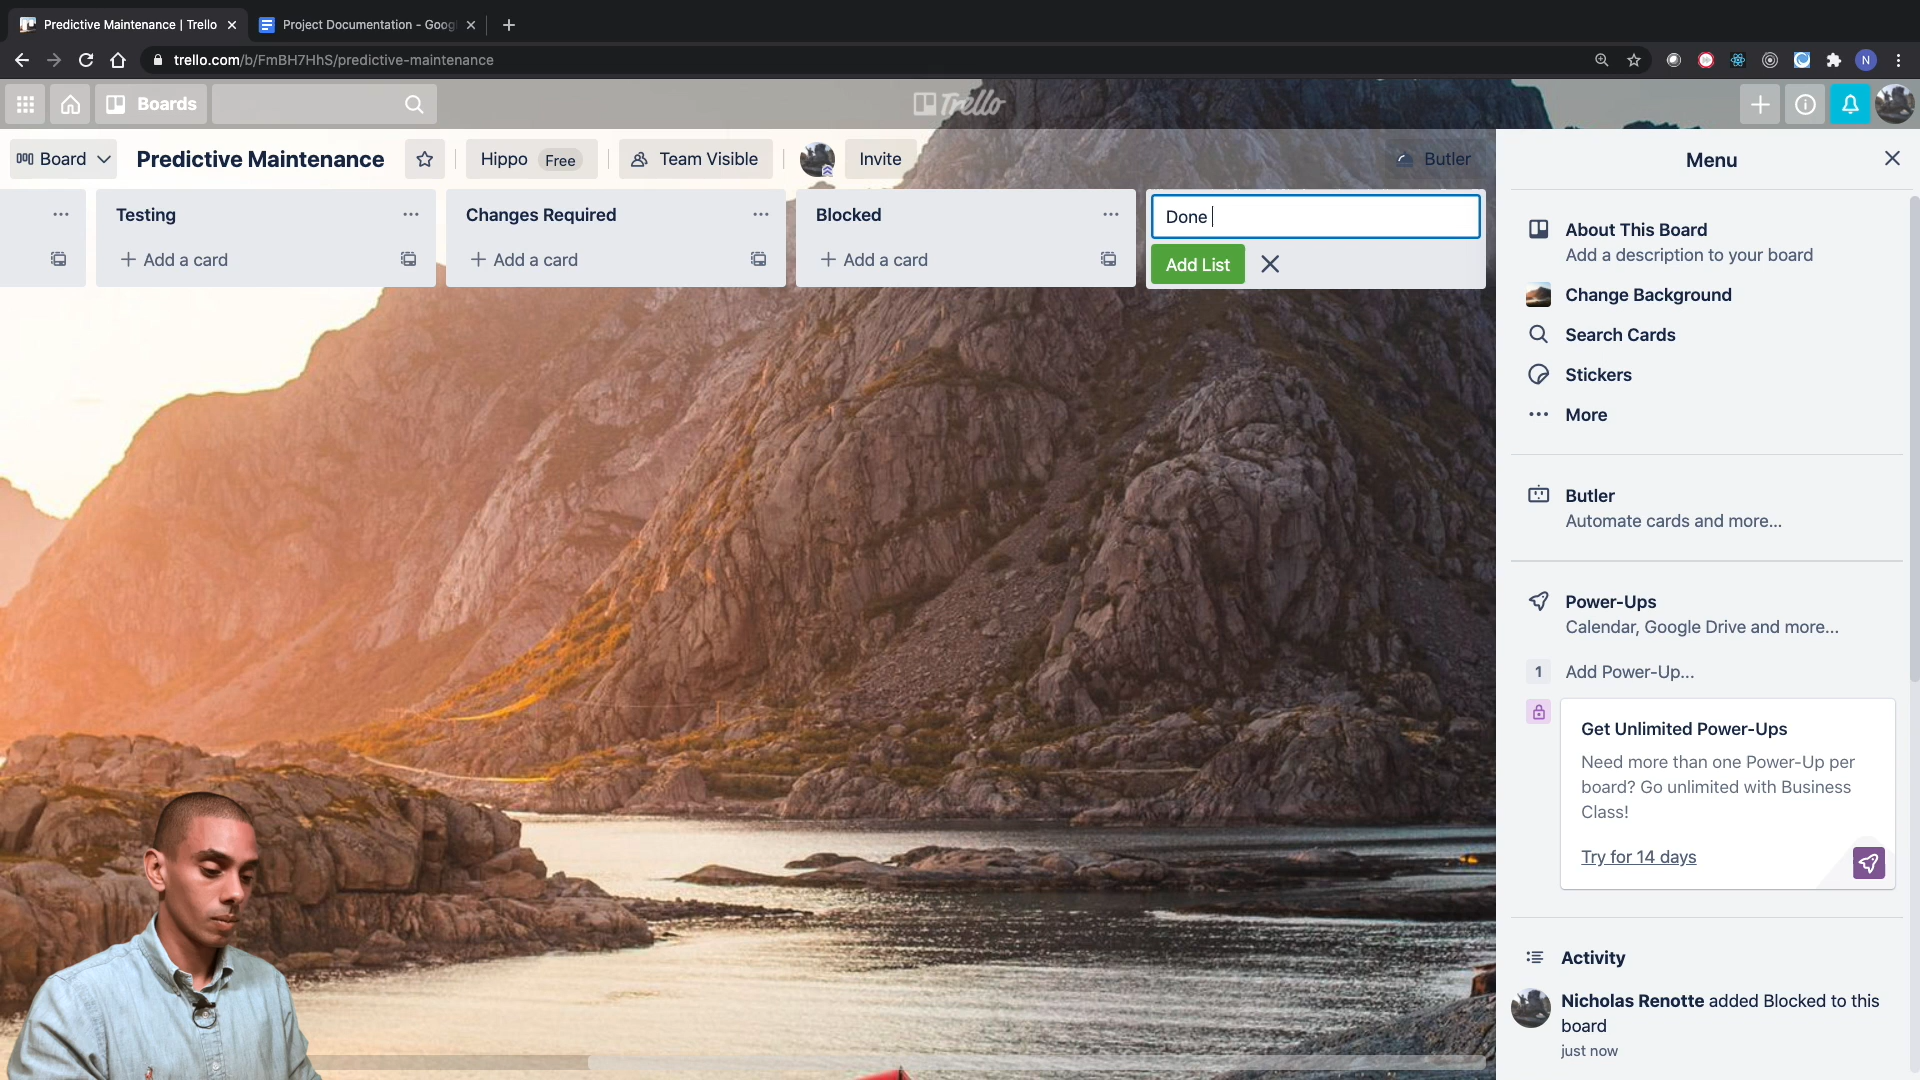 Predictive Maintenance | Trello
Project Documentation - Goog
trello.com/b/FmBH7HhS/predictive-maintenance
N
Boards
Trello
Board
Predictive Maintenance
Hippo Free
Team Visible
Invite
Butler
Testing
Add a card
Changes Required
Add a card
Blocked
Add a card
Done
Add List
Menu
About This Board
Add a description to your board
Change Background
Search Cards
Stickers
More
Butler
Automate cards and more...
Power-Ups
Calendar, Google Drive and more...
1 Add Power-Up...
Get Unlimited Power-Ups
Need more than one Power-Up per
board? Go unlimited with Business
Class!
Try for 14 days
Activity
Nicholas Renotte added Blocked to this
board
just now